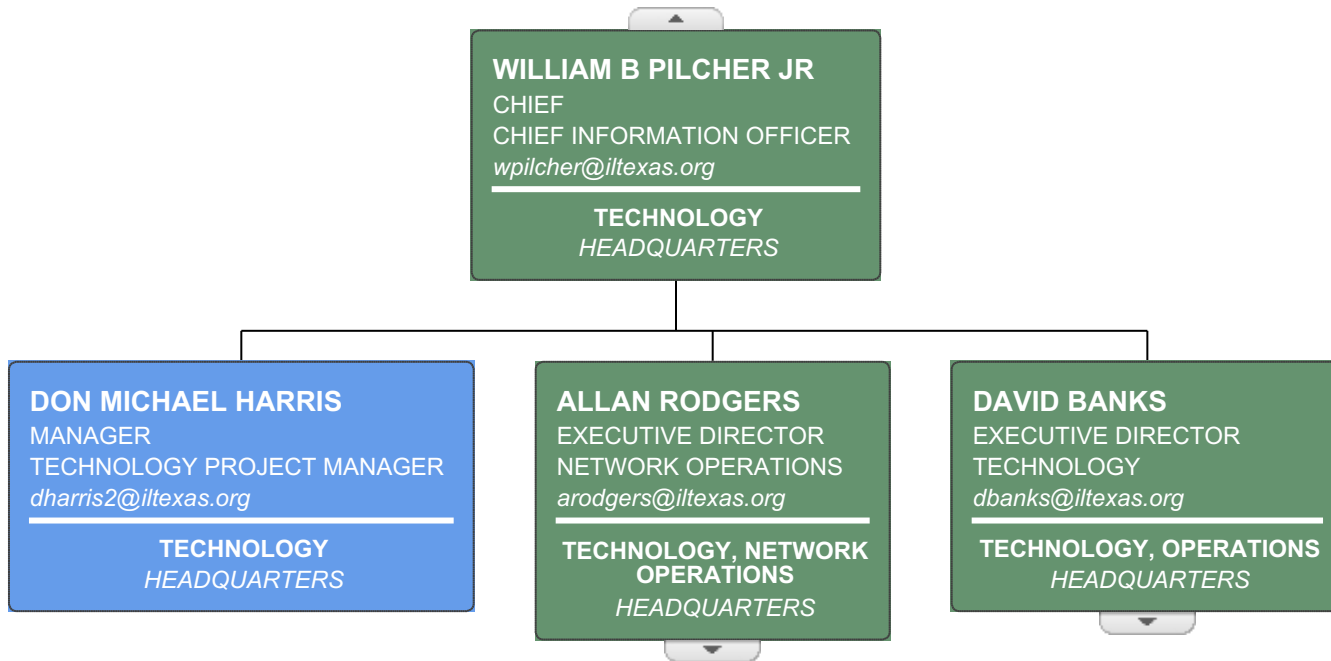 WILLIAM B PILCHER JR
CHIEF
CHIEF INFORMATION OFFICER
wpilcher@iltexas.org
TECHNOLOGY
HEADQUARTERS
DON MICHAEL HARRIS
MANAGER
TECHNOLOGY PROJECT MANAGER
dharris2@iltexas.org
TECHNOLOGY
HEADQUARTERS
ALLAN RODGERS
EXECUTIVE DIRECTOR
NETWORK OPERATIONS
arodgers@iltexas.org
TECHNOLOGY, NETWORK
OPERATIONS
HEADQUARTERS
DAVID BANKS
EXECUTIVE DIRECTOR
TECHNOLOGY
dbanks@iltexas.org
TECHNOLOGY, OPERATIONS
HEADQUARTERS